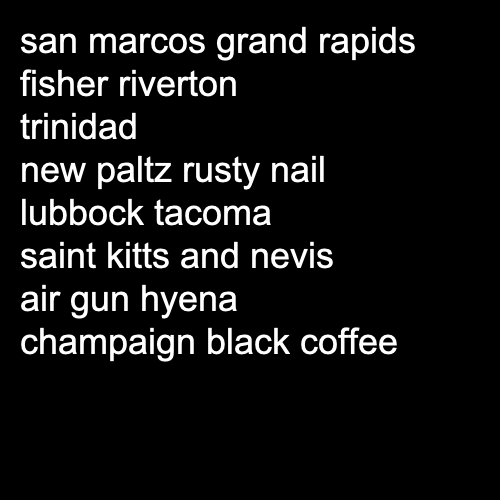 san marcos grand rapids
fisher riverton
trinidad
new paltz rusty nail
lubbock tacoma
saint kitts and nevis
air gun hyena
champaign black coffee